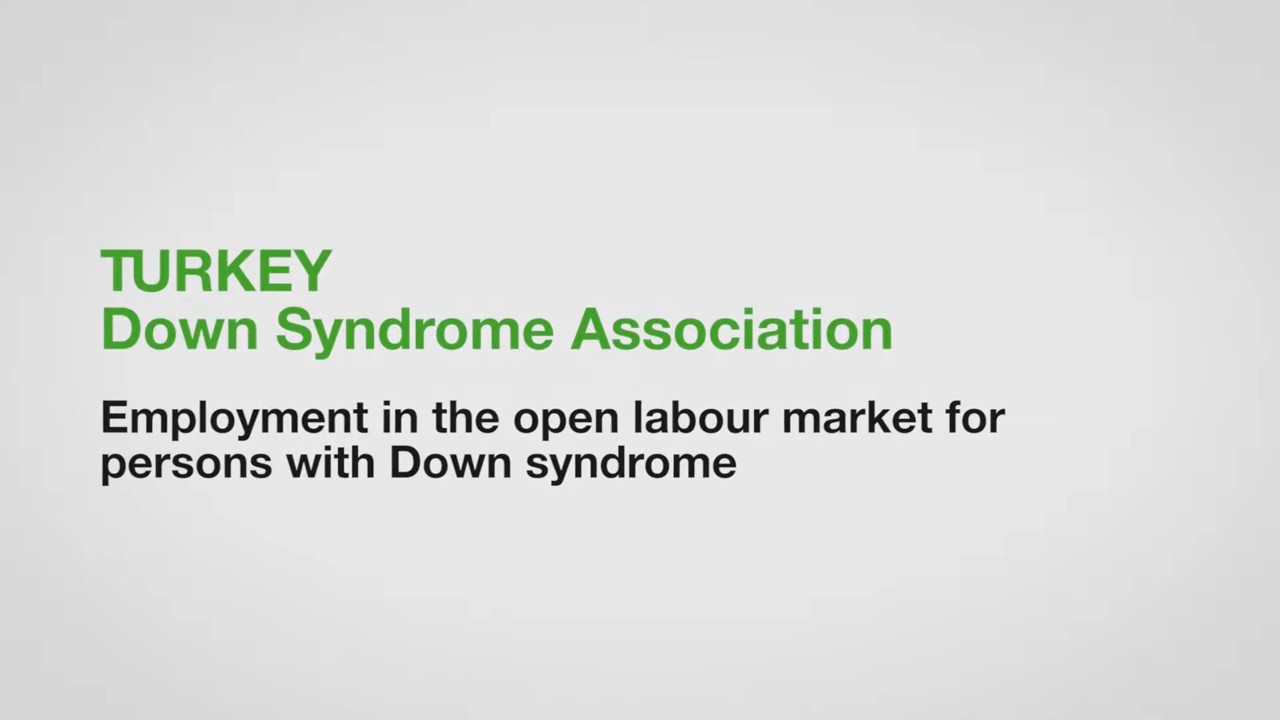 TURKEY
Down Syndrome Association
Employment in the open labour market for
persons with Down syndrome